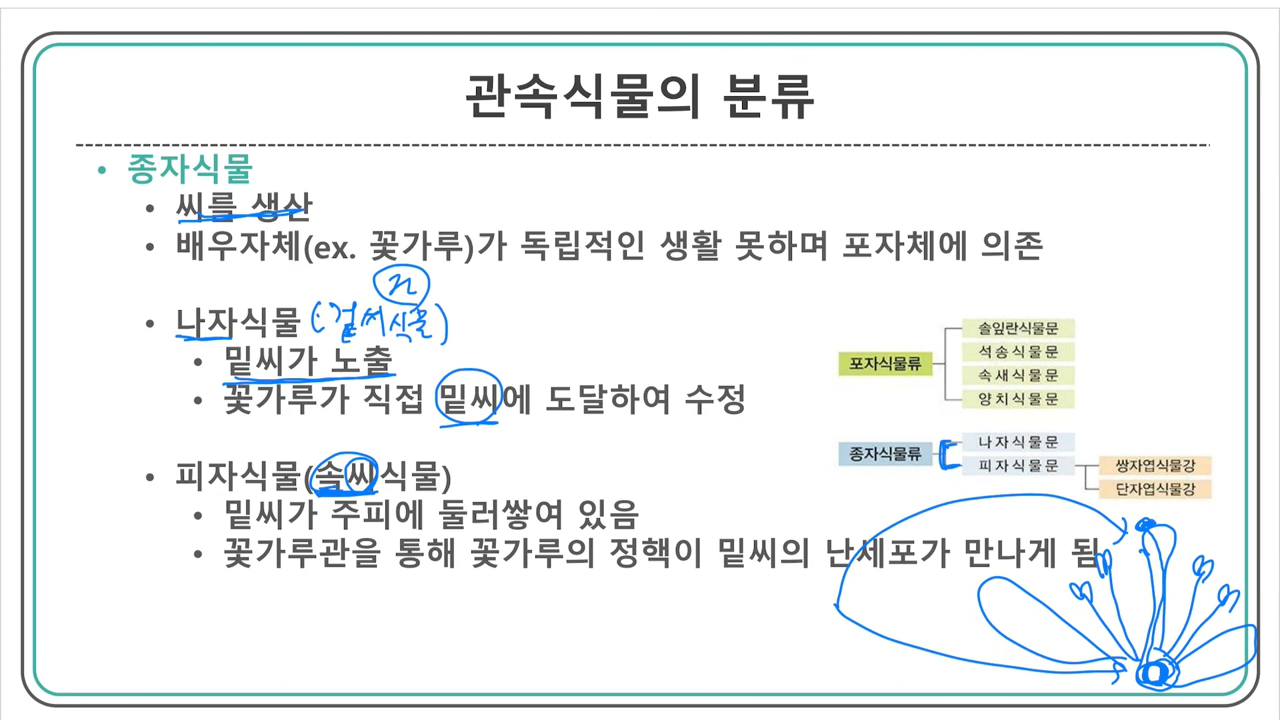 관속식물의 분류
• 종자식물
• 씨를 생산
• 배우자체(ex. 꽃가루)가 독립적인 생활 못하며 포자체에 의존
n
• 나자식물 (겉씨식물)
• 밑씨가 노출
• 꽃가루가 직접 밑씨에 도달하여 수정
• 피자식물(속씨식물)
• 밑씨가 주피에 둘러쌓여 있음
• 꽃가루관을 통해 꽃가루의 정핵이 밑씨의 난세포가 만나게 됨
포자식물류
솔잎란식물문
석송식물문
속새식물문
양치식물문
종자식물류
나자식물문
피자식물문
쌍자엽식물강
단자엽식물강